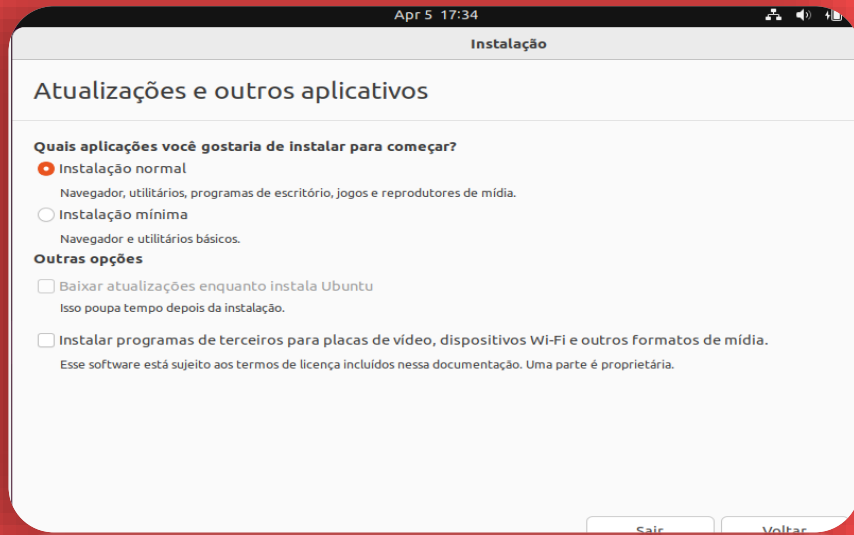 Apr 5 17:34
Instalação
Atualizações e outros aplicativos
Quais aplicações você gostaria de instalar para começar?
Instalação normal
Navegador, utilitários, programas de escritório, jogos e reprodutores de mídia.
Instalação mínima
Navegador e utilitários básicos.
Outras opções
Baixar atualizações enquanto instala Ubuntu
Isso poupa tempo depois da instalação.
Instalar programas de terceiros para placas de vídeo, dispositivos Wi-Fi e outros formatos de mídia.
Esse software está sujeito aos termos de licença incluídos nessa documentação. Uma parte é proprietária.
Sair Voltar